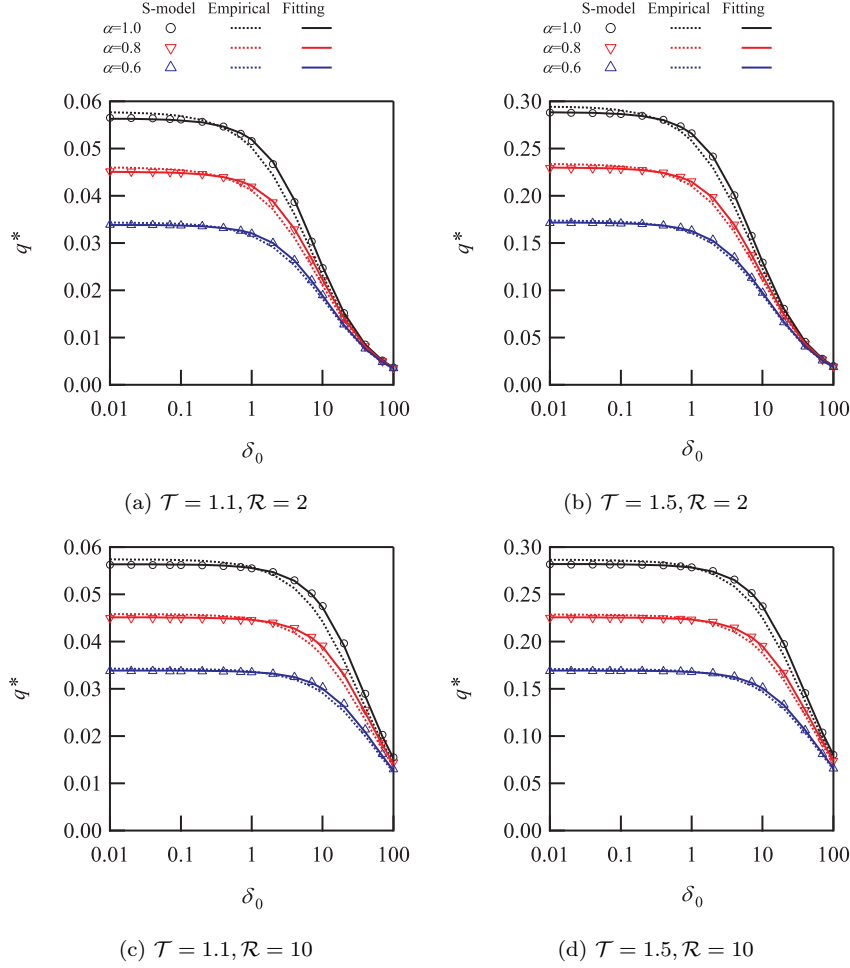 S-model Empirical Fitting S-model Empirical Fitting
α=1.0 α=1.0
α=0.8 α=0.8
α=0.6 α=0.6
0.06 0.30
0.05 0.25
0.04 0.20
q* 0.03 q* 0.15
0.02 0.10
0.01 0.05
0.00 0.00
0.01 0.1 1 10 100 0.01 0.1 1 10 100
δ₀ δ₀
(a) 𝒯 = 1.1, ℛ = 2 (b) 𝒯 = 1.5, ℛ = 2
0.06 0.30
0.05 0.25
0.04 0.20
q* 0.03 q* 0.15
0.02 0.10
0.01 0.05
0.00 0.00
0.01 0.1 1 10 100 0.01 0.1 1 10 100
δ₀ δ₀
(c) 𝒯 = 1.1, ℛ = 10 (d) 𝒯 = 1.5, ℛ = 10